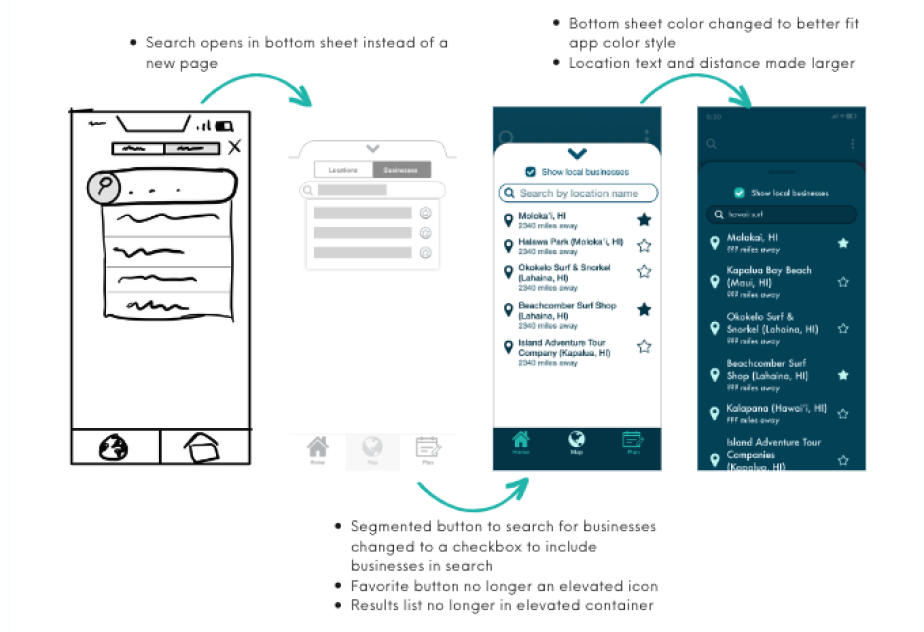 • Search opens in bottom sheet instead of a
new page
• Bottom sheet color changed to better fit
app color style
• Location text and distance made larger
Locations Businesses
Home Map Plan
Show local businesses
Search by location name
Moloka'i, HI
2340 miles away
Halawa Park (Moloka'i, HI)
2340 miles away
Okokelo Surf & Snorkel
(Lahaina, HI)
2340 miles away
Beachcomber Surf Shop
(Lahaina, HI)
2340 miles away
Island Adventure Tour
Company (Kapalua, HI)
2340 miles away
Home Map Plan
Show local businesses
hawaii surf
Molokai, HI
miles away
Kapalua Bay Beach
(Maui, HI)
miles away
Okokelo Surf &
Snorkel (Lahaina, HI)
miles away
Beachcomber Surf
Shop (Lahaina, HI)
miles away
Kalapana (Hawai'i, HI)
miles away
Island Adventure Tour
Companies
(Kapalua, HI)
• Segmented button to search for businesses
changed to a checkbox to include
businesses in search
• Favorite button no longer an elevated icon
• Results list no longer in elevated container